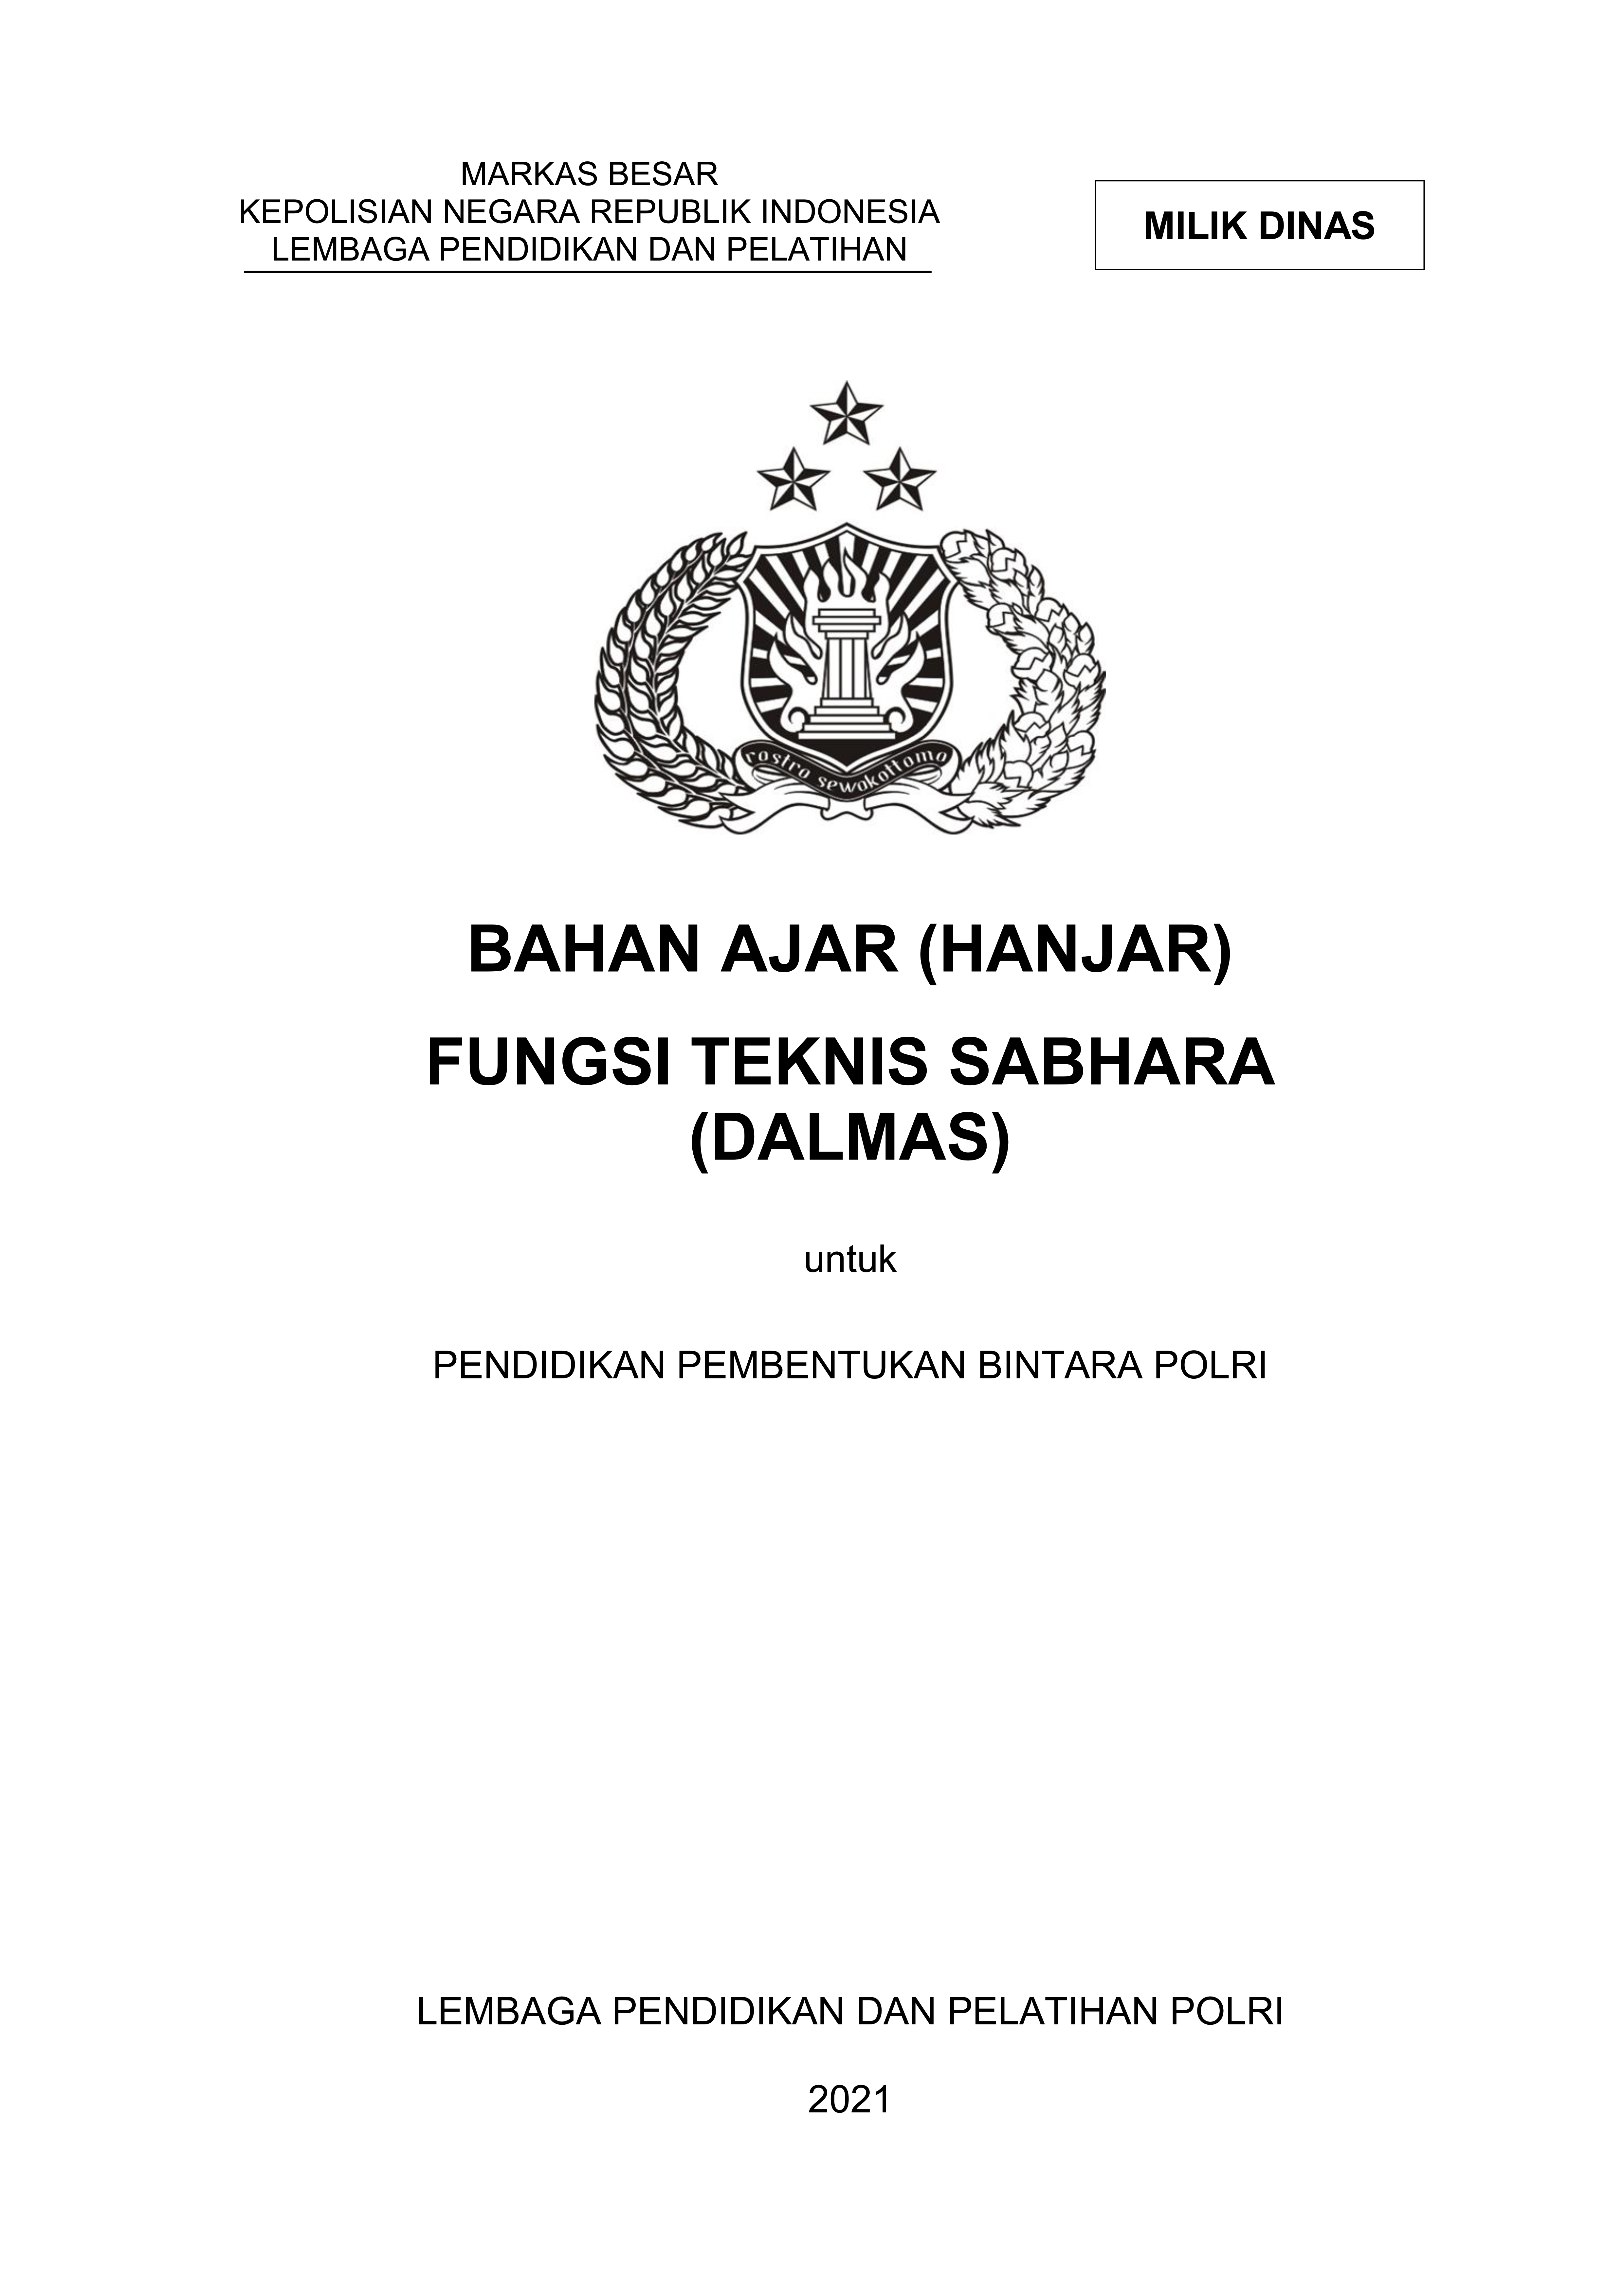 MARKAS BESAR
KEPOLISIAN NEGARA REPUBLIK INDONESIA
LEMBAGA PENDIDIKAN DAN PELATIHAN
MILIK DINAS
rastra sewakottama
BAHAN AJAR (HANJAR)
FUNGSI TEKNIS SABHARA
(DALMAS)
untuk
PENDIDIKAN PEMBENTUKAN BINTARA POLRI
LEMBAGA PENDIDIKAN DAN PELATIHAN POLRI
2021